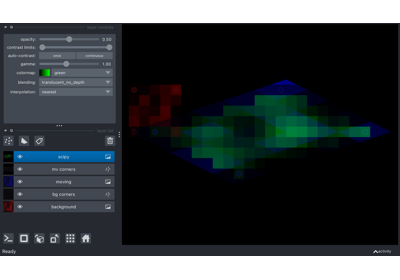 opacity:
0.50
contrast limits:
auto-contrast:
once
continuous
gamma:
1.00
colormap:
green
blending:
translucent_no_depth
interpolation:
nearest
scipy
mv corners
moving
bg corners
background
Ready
activity